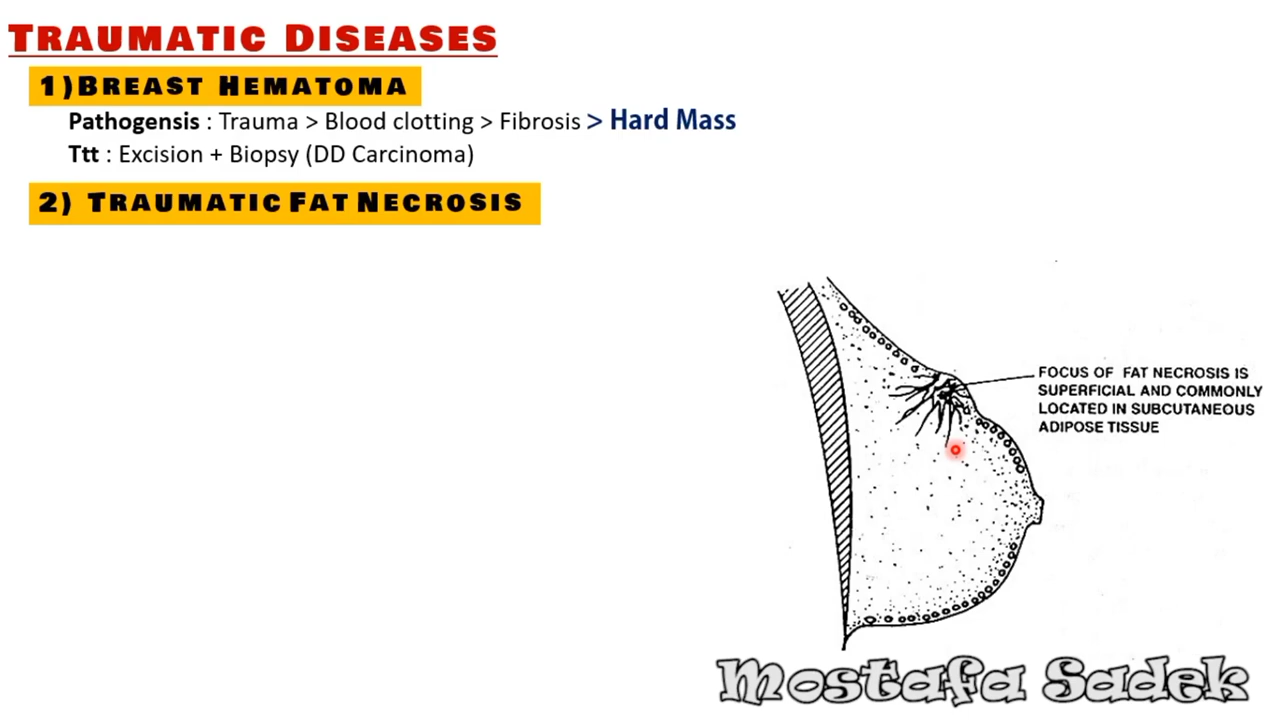 TRAUMATIC DISEASES
1)BREAST HEMATOMA
Pathogensis : Trauma > Blood clotting > Fibrosis > Hard Mass
Ttt : Excision + Biopsy (DD Carcinoma)
2) TRAUMATIC FAT NECROSIS
FOCUS OF FAT NECROSIS IS
SUPERFICIAL AND COMMONLY
LOCATED IN SUBCUTANEOUS
ADIPOSE TISSUE
Mostafa Sadek